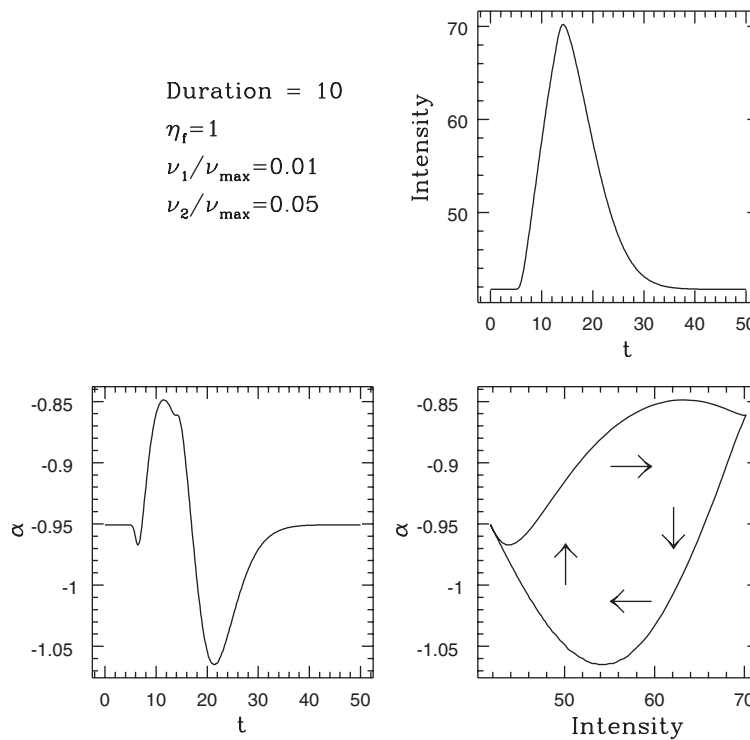 Duration = 10
η_f=1
ν_1/ν_max=0.01
ν_2/ν_max=0.05
70
60
50
Intensity
0 10 20 30 40 50
t
-0.85
-0.9
-0.95
-1
-1.05
α
0 10 20 30 40 50
t
-0.85
-0.9
-0.95
-1
-1.05
α
50 60 70
Intensity